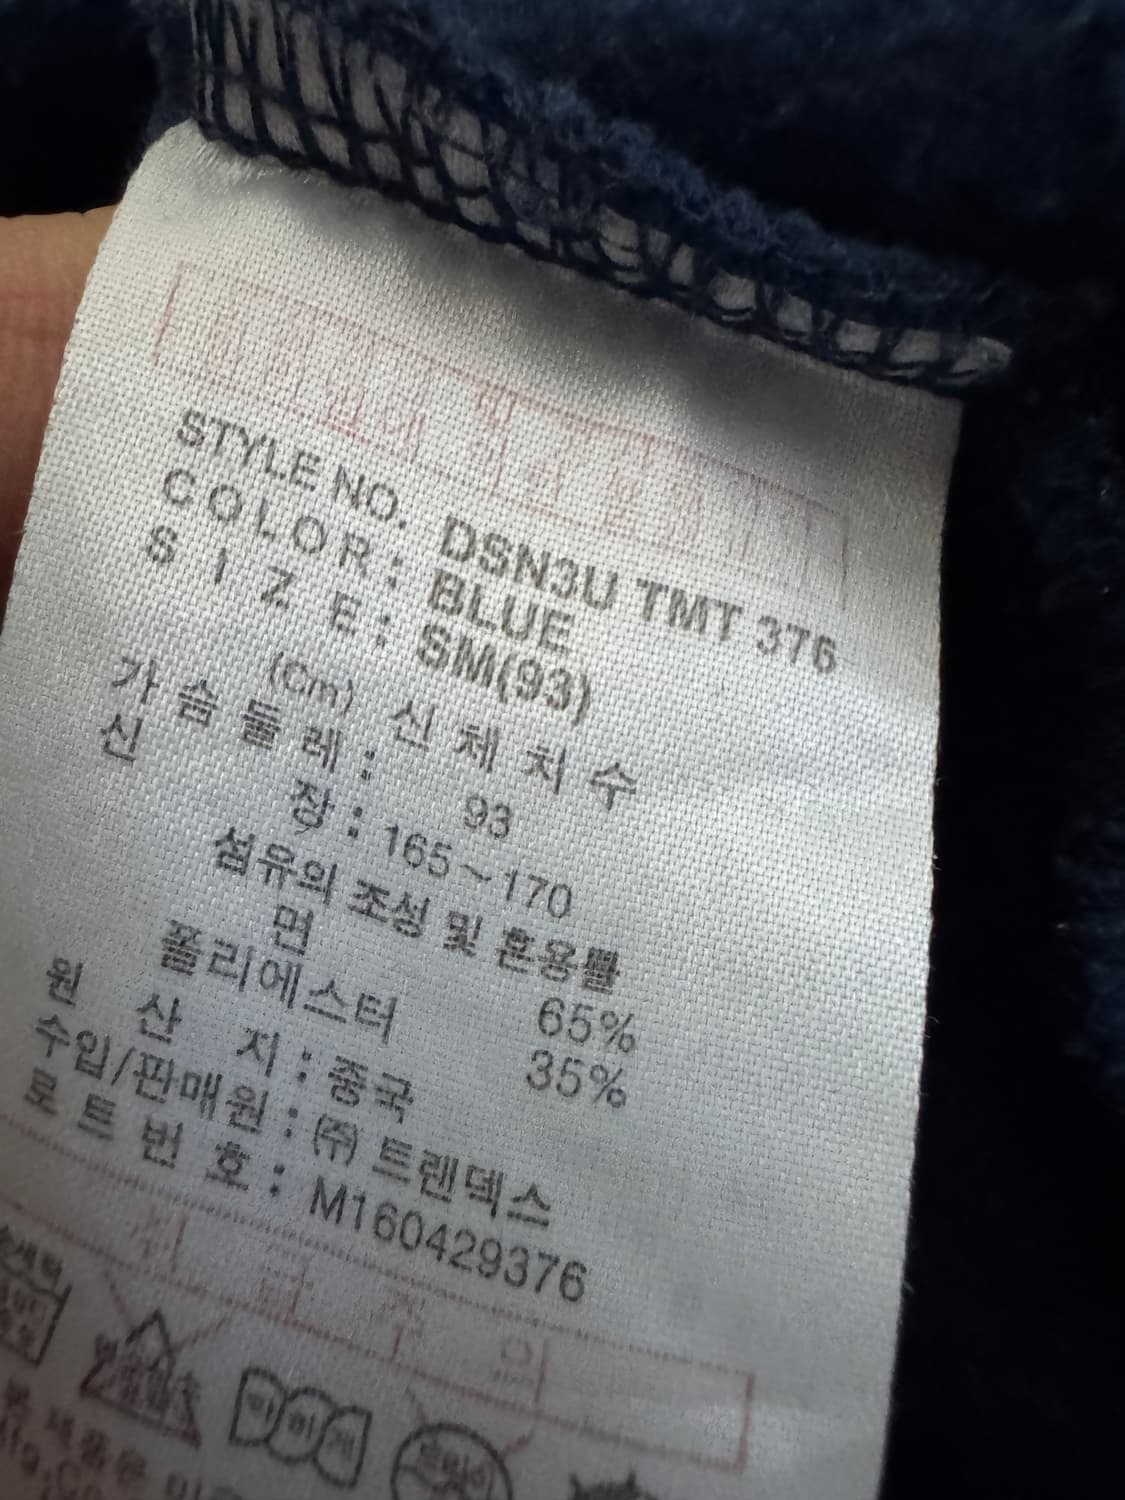 STYLE NO. DSN3U TMT 376
COLOR: BLUE
SIZE: SM(93)
(Cm) 신체치수
가슴둘레: 93
신장: 165~170
섬유의 조성 및 혼용률
면 65%
폴리에스터 35%
원산지: 중국
수입/판매원: ㈜트랜덱스
로트번호: M160429376